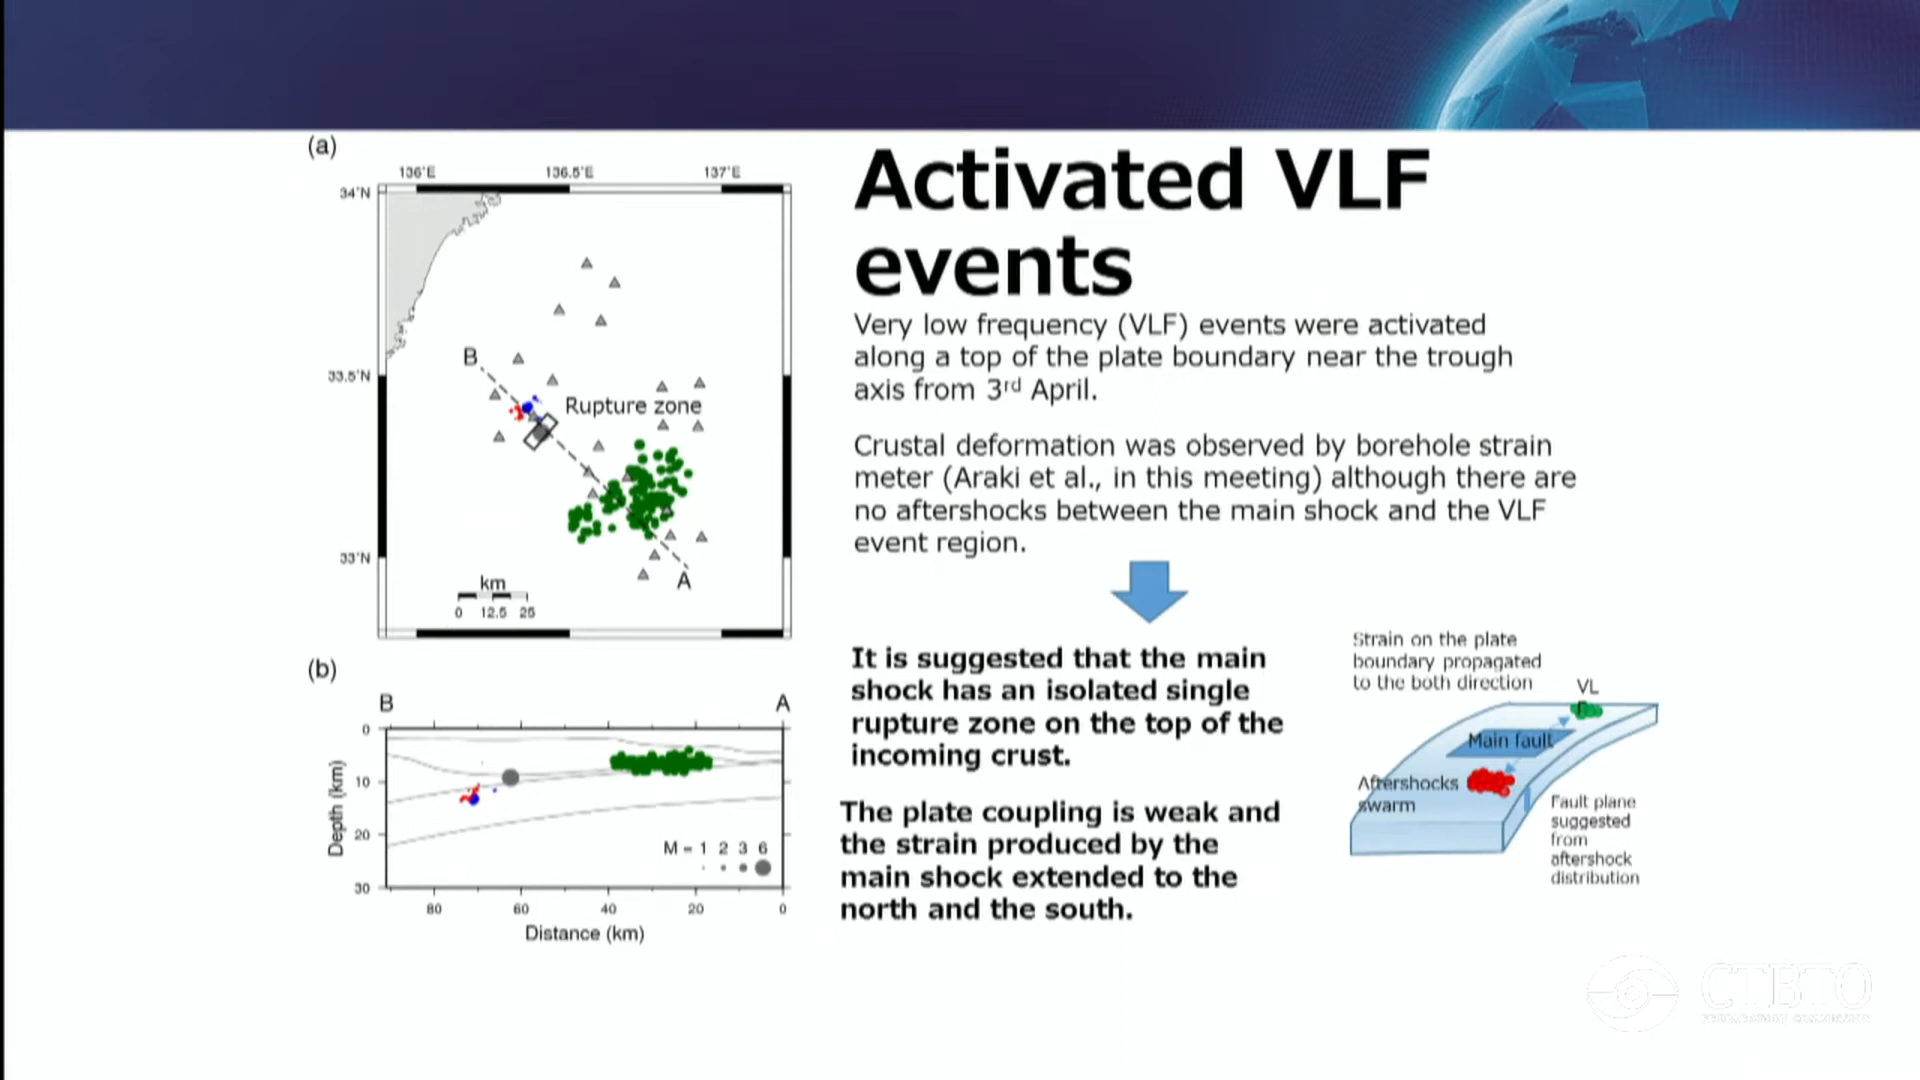 (a)
136°E 136.5°E 137°E
34°N
33.5°N
33°N
B
Rupture zone
A
km
0 12.5 25
(b)
B A
0
10
20
30
Depth (km)
M = 1 2 3 6
80 60 40 20 0
Distance (km)
Activated VLF
events
Very low frequency (VLF) events were activated
along a top of the plate boundary near the trough
axis from 3rd April.
Crustal deformation was observed by borehole strain
meter (Araki et al., in this meeting) although there are
no aftershocks between the main shock and the VLF
event region.
It is suggested that the main
shock has an isolated single
rupture zone on the top of the
incoming crust.
The plate coupling is weak and
the strain produced by the
main shock extended to the
north and the south.
Strain on the plate
boundary propagated
to the both direction
VL
F
Main fault
Aftershocks
swarm
Fault plane
suggested
from
aftershock
distribution
CTBTO
PREPARATORY COMMISSION